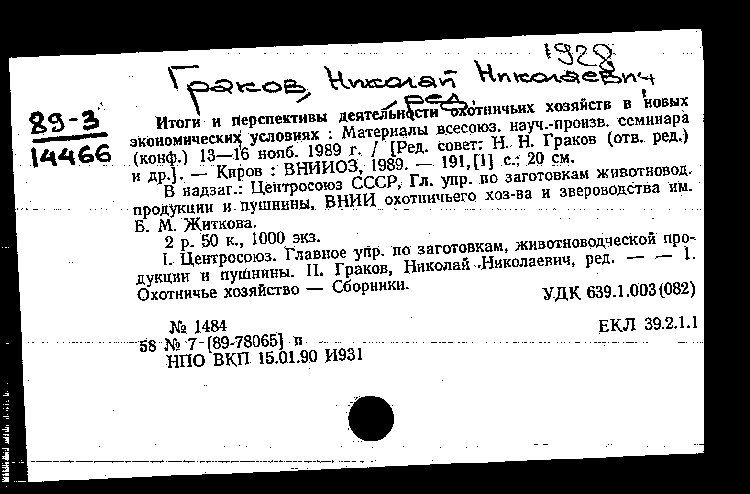 1928
Граков, Николай Николаевич,
ред.
89-3
14466
Итоги и перспективы деятельности охотничьих хозяйств в новых
экономических условиях : Материалы всесоюз. науч.-произв. семинара
(конф.) 13—16 нояб. 1989 г. / [Ред. совет: Н. Н. Граков (отв. ред.)
и др.]. — Киров : ВНИИОЗ, 1989. — 191,[1] с.; 20 см.
В надзаг.: Центросоюз СССР, Гл. упр. по заготовкам животновод.
продукции и пушнины, ВНИИ охотничьего хоз-ва и звероводства им.
Б. М. Житкова.
2 р. 50 к., 1000 экз.
I. Центросоюз. Главное упр. по заготовкам, животноводческой про-
дукции и пушнины. II. Граков, Николай Николаевич, ред. — — 1.
Охотничье хозяйство — Сборники.
УДК 639.1.003(082)
№ 1484
ЕКЛ 39.2.1.1
58 № 7 [89-78065] п
НПО ВКП 15.01.90 И931